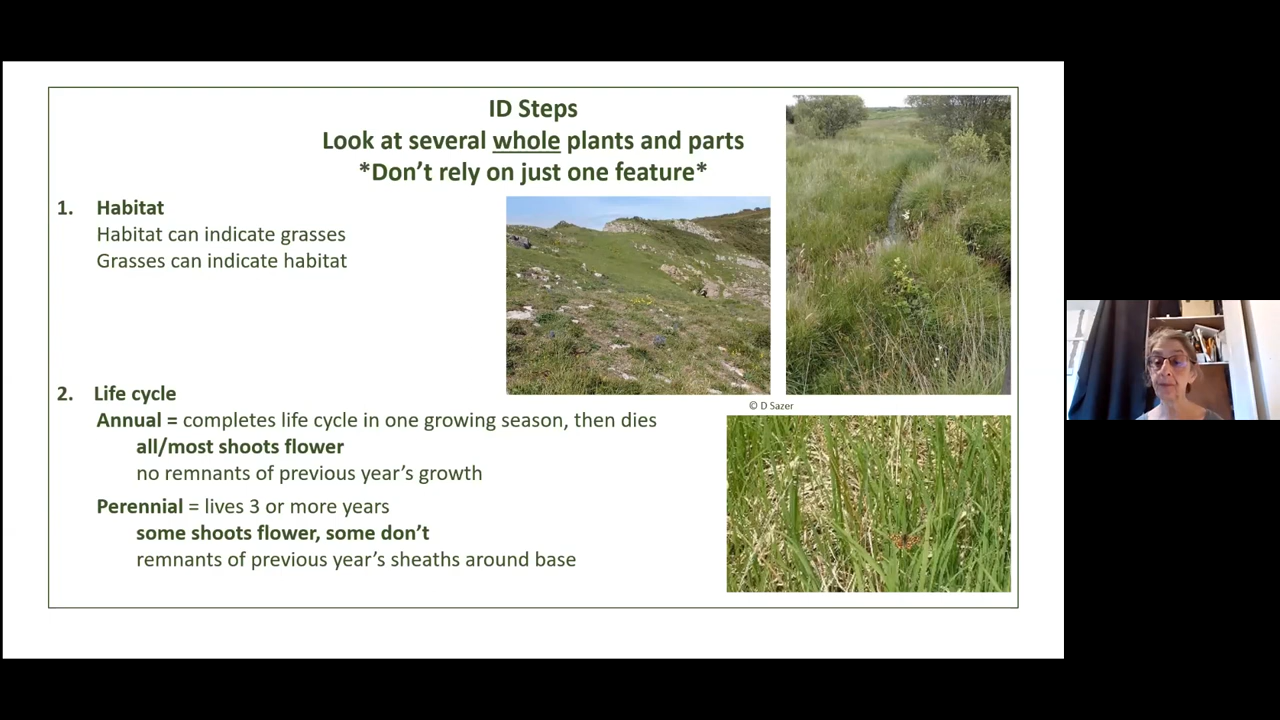 ID Steps
Look at several whole plants and parts
*Don’t rely on just one feature*
1. Habitat
Habitat can indicate grasses
Grasses can indicate habitat
2. Life cycle
Annual = completes life cycle in one growing season, then dies
all/most shoots flower
no remnants of previous year’s growth
Perennial = lives 3 or more years
some shoots flower, some don’t
remnants of previous year’s sheaths around base
© D Sazer